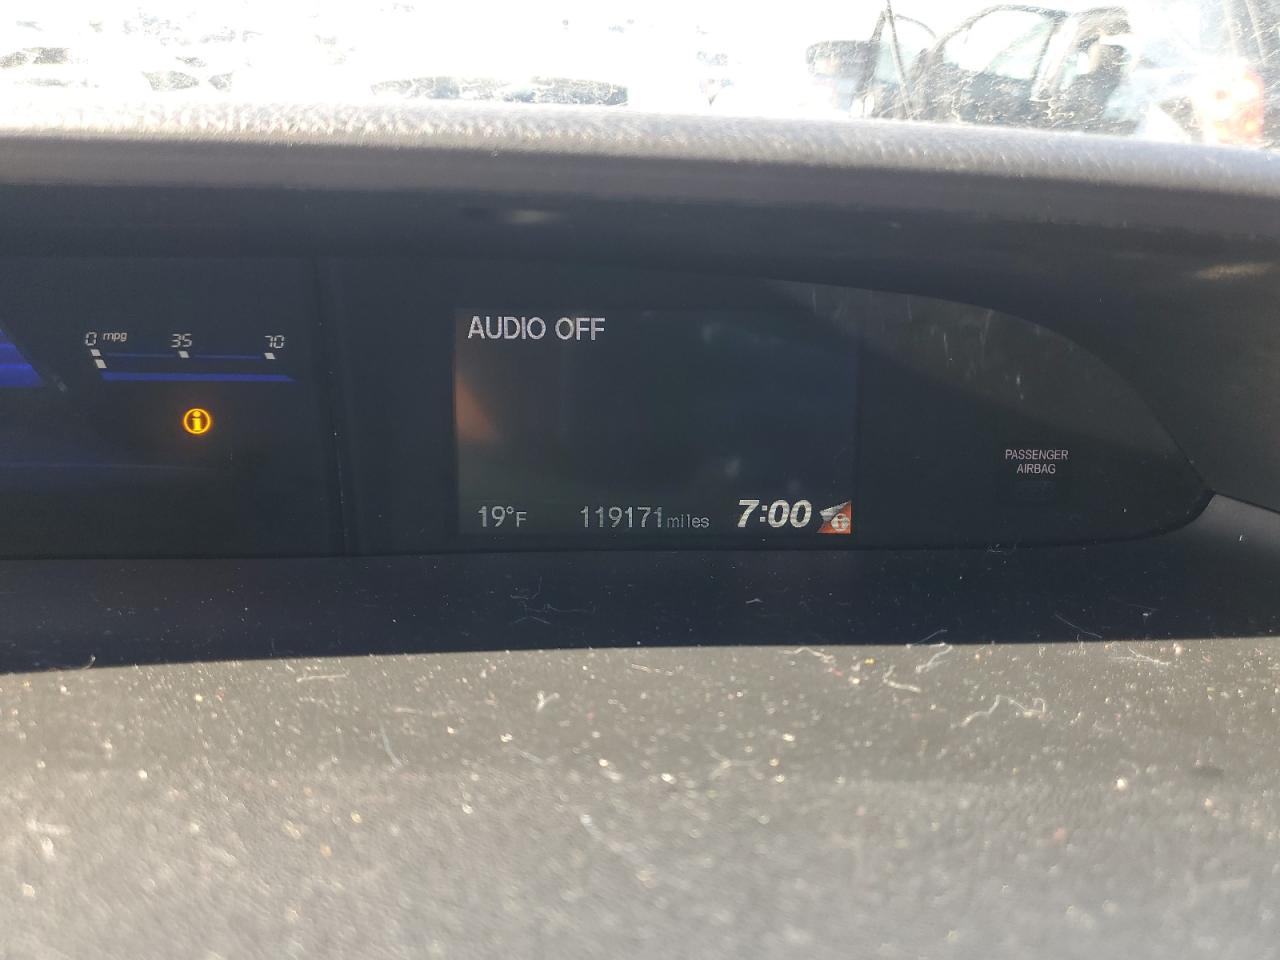 0 mpg 35 70
AUDIO OFF
19°F 119171 miles 7:00
PASSENGER
AIRBAG